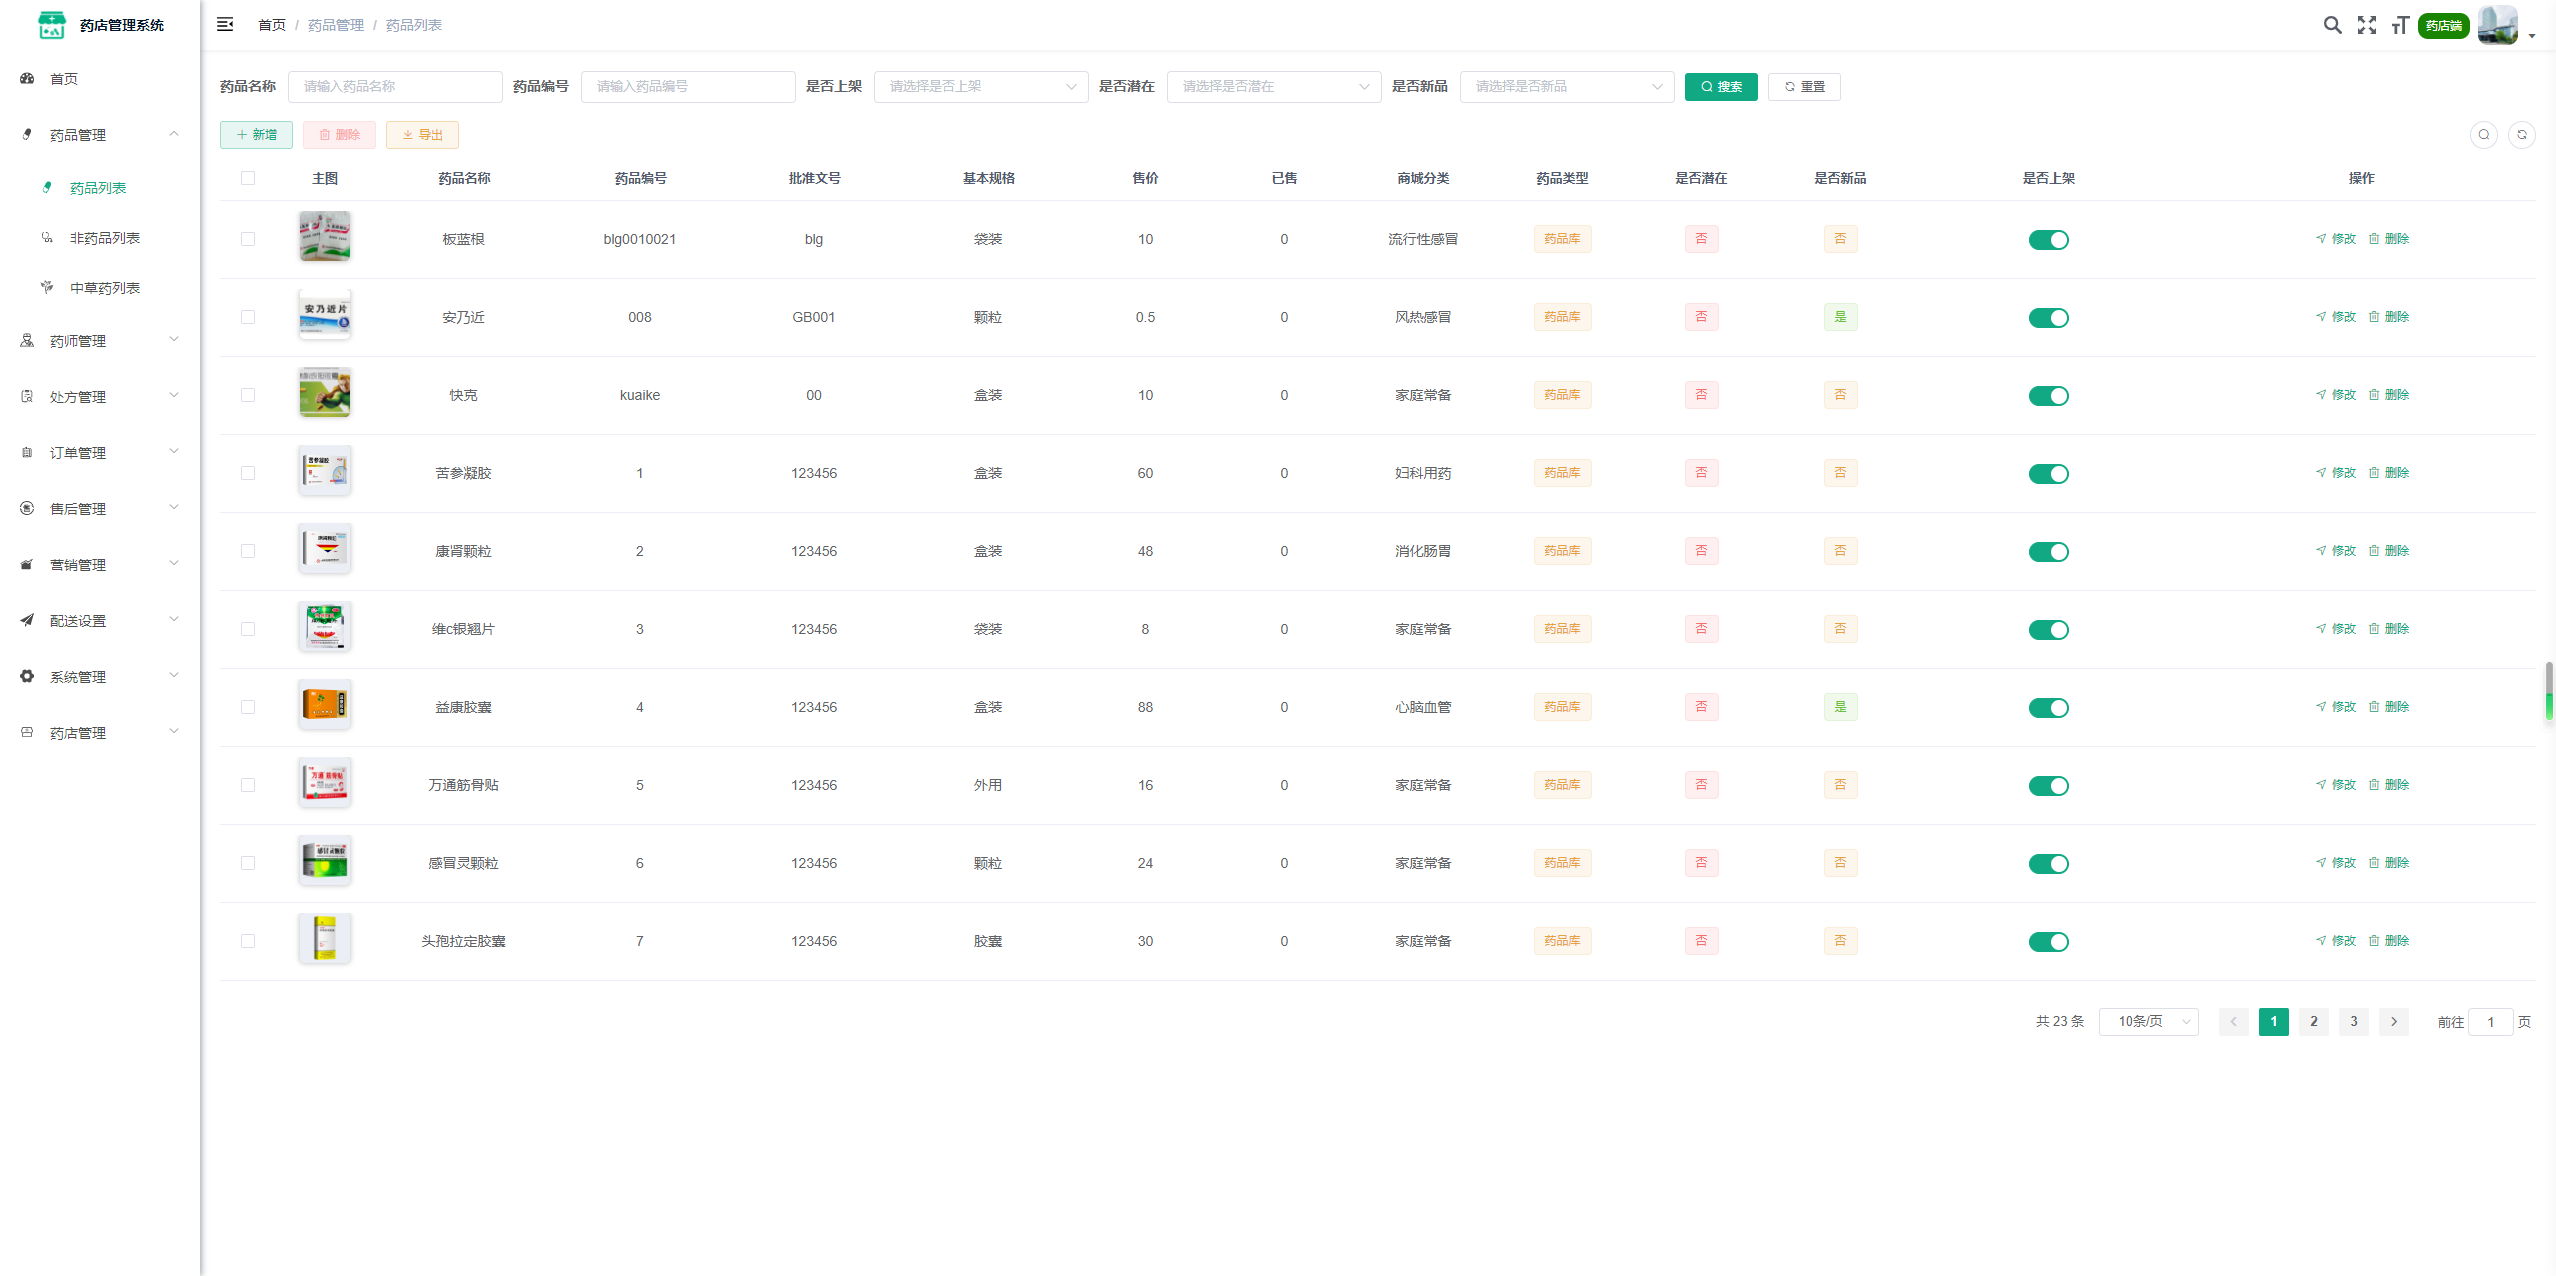 药店管理系统
首页 / 药品管理 / 药品列表
药店端
首页
药品管理
药品列表
非药品列表
中草药列表
药师管理
处方管理
订单管理
售后管理
营销管理
配送设置
系统管理
药店管理
药品名称 请输入药品名称 药品编号 请输入药品编号 是否上架 请选择是否上架 是否潜在 请选择是否潜在 是否新品 请选择是否新品 搜索 重置
新增 删除 导出
主图 药品名称 药品编号 批准文号 基本规格 售价 已售 商城分类 药品类型 是否潜在 是否新品 是否上架 操作
板蓝根 blg0010021 blg 袋装 10 0 流行性感冒 药品库 否 否 修改 删除
安乃近片
安乃近 008 GB001 颗粒 0.5 0 风热感冒 药品库 否 是 修改 删除
快克 kuaike 00 盒装 10 0 家庭常备 药品库 否 否 修改 删除
苦参凝胶
苦参凝胶 1 123456 盒装 60 0 妇科用药 药品库 否 否 修改 删除
康肾颗粒 2 123456 盒装 48 0 消化肠胃 药品库 否 否 修改 删除
维c银翘片 3 123456 袋装 8 0 家庭常备 药品库 否 否 修改 删除
益康胶囊 4 123456 盒装 88 0 心脑血管 药品库 否 是 修改 删除
万通筋骨贴
万通筋骨贴 5 123456 外用 16 0 家庭常备 药品库 否 否 修改 删除
感冒灵颗粒
感冒灵颗粒 6 123456 颗粒 24 0 家庭常备 药品库 否 否 修改 删除
头孢拉定胶囊 7 123456 胶囊 30 0 家庭常备 药品库 否 否 修改 删除
共 23 条 10条/页 1 2 3 前往 1 页